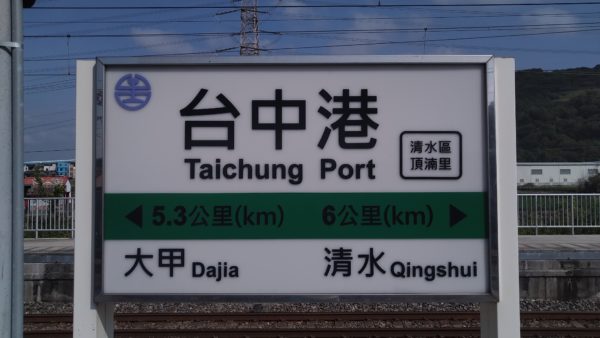 台中港
Taichung Port
清水區
頂湳里
◀ 5.3公里(km) 6公里(km) ▶
大甲 Dajia 清水 Qingshui